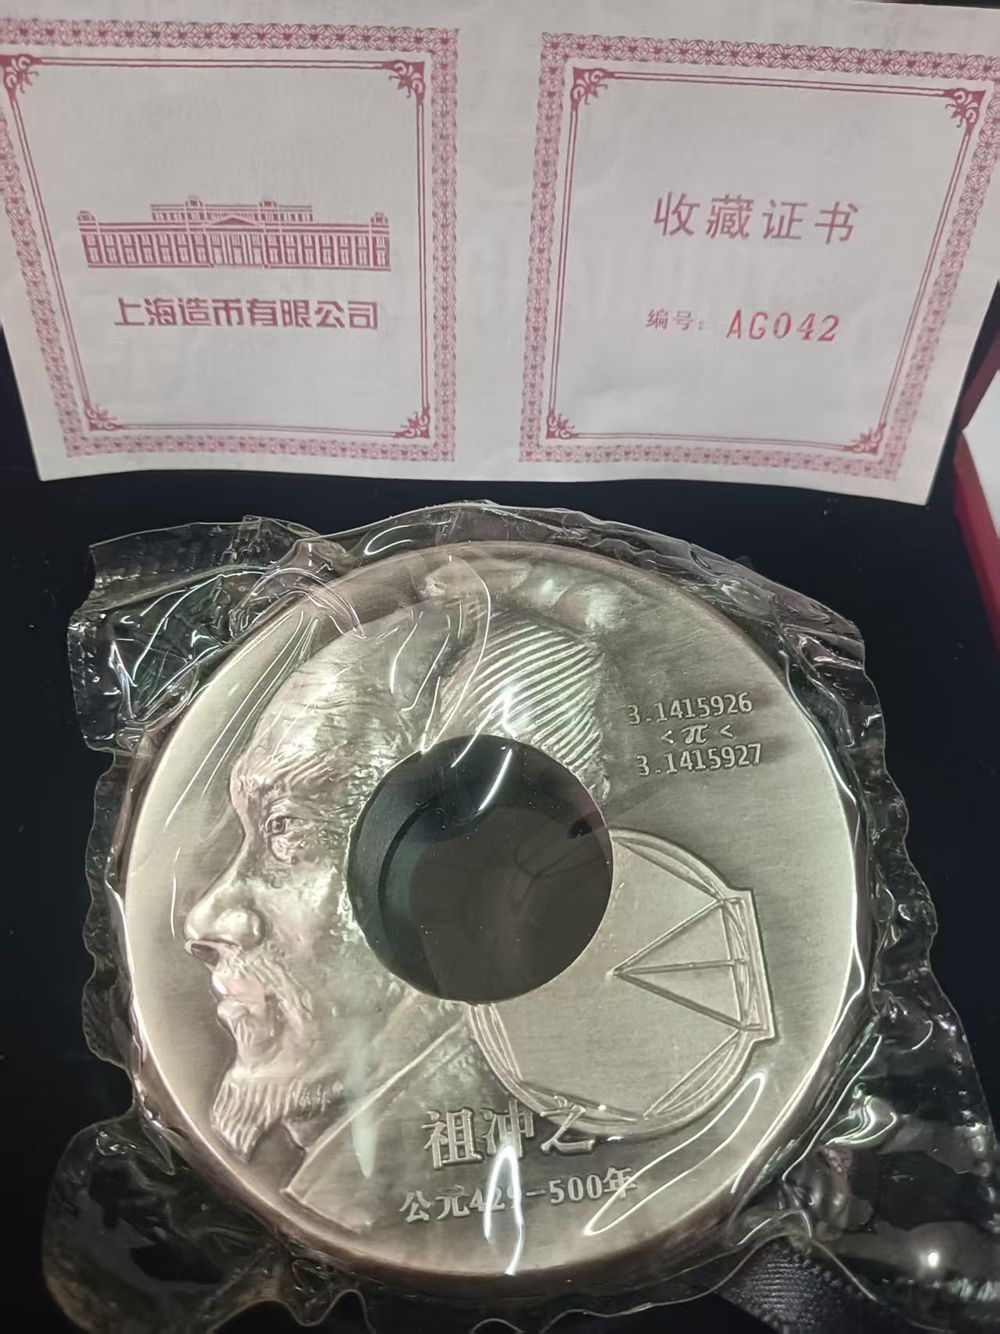 上海造币有限公司
收藏证书
编号：AG042
3.1415926
< π <
3.1415927
祖冲之
公元429-500年